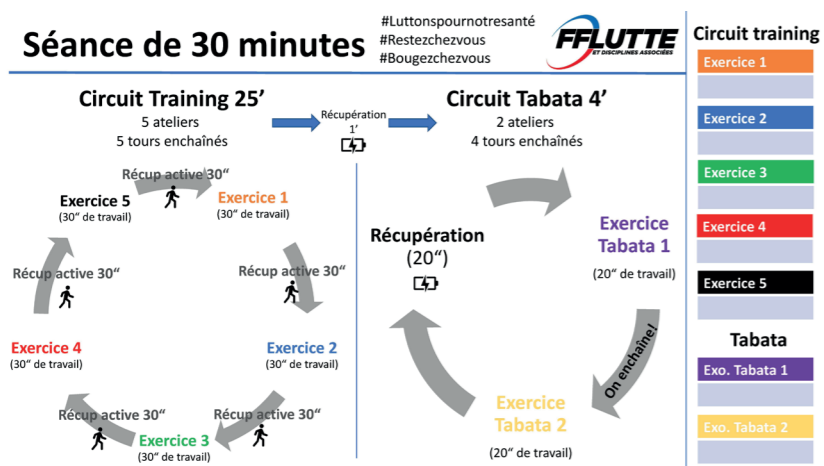 Séance de 30 minutes
#Luttonspournotresanté
#Restezchezvous
#Bougezchezvous
FFLUTTE
ET DISCIPLINES ASSOCIÉES
Circuit Training 25’
5 ateliers
5 tours enchaînés
Récupération
1’
Circuit Tabata 4’
2 ateliers
4 tours enchaînés
Récup active 30“
Exercice 1
(30“ de travail)
Récup active 30“
Exercice 2
(30“ de travail)
Récup active 30“
Exercice 3
(30“ de travail)
Récup active 30“
Exercice 4
(30“ de travail)
Récup active 30“
Exercice 5
(30“ de travail)
Exercice
Tabata 1
(20“ de travail)
On enchaîne!
Exercice
Tabata 2
(20“ de travail)
Récupération
(20“)
Circuit training
Exercice 1
Exercice 2
Exercice 3
Exercice 4
Exercice 5
Tabata
Exo. Tabata 1
Exo. Tabata 2